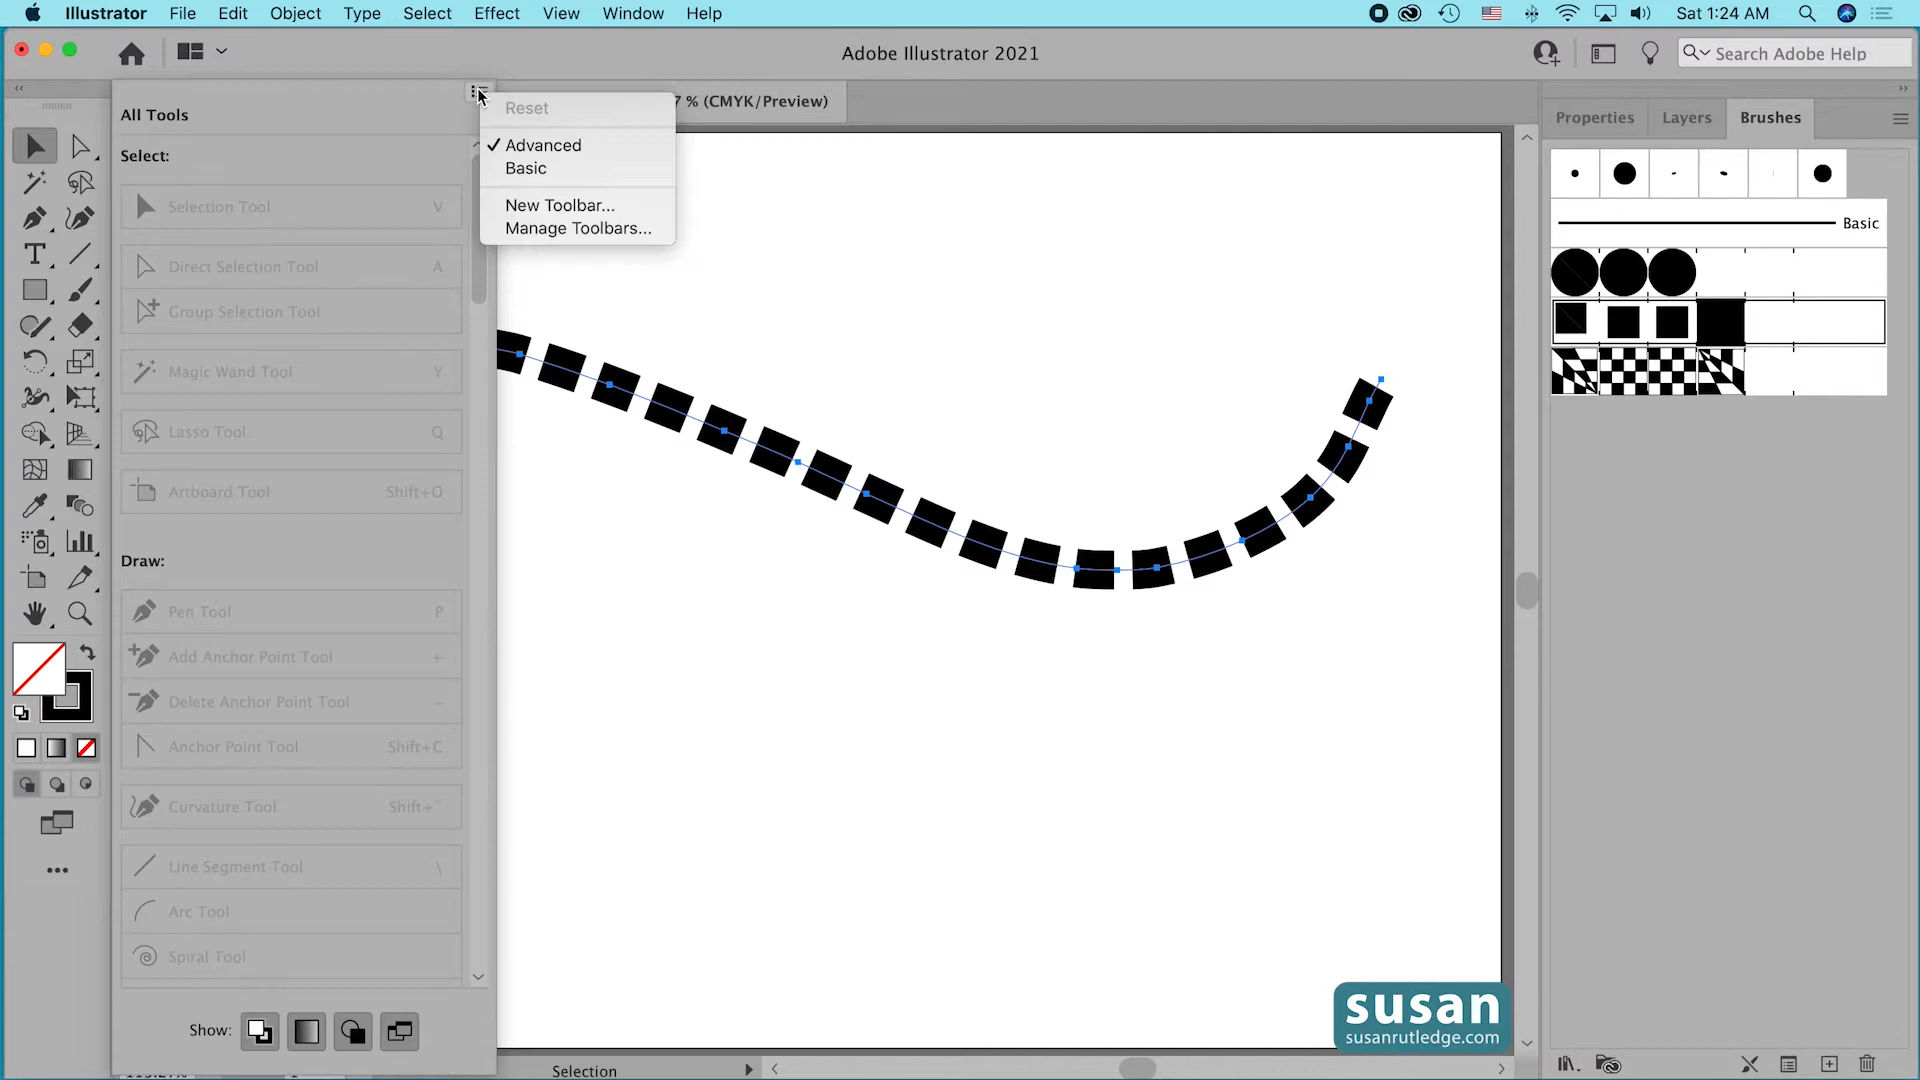 Illustrator File Edit Object Type Select Effect View Window Help Sat 1:24 AM
Adobe Illustrator 2021
Search Adobe Help
7 % (CMYK/Preview)
All Tools
Select:
Selection Tool V
Direct Selection Tool A
Group Selection Tool
Magic Wand Tool Y
Lasso Tool Q
Artboard Tool Shift+O
Draw:
Pen Tool P
Add Anchor Point Tool +
Delete Anchor Point Tool -
Anchor Point Tool Shift+C
Curvature Tool Shift+`
Line Segment Tool \
Arc Tool
Spiral Tool
Show:
Reset
✓ Advanced
Basic
New Toolbar...
Manage Toolbars...
Properties Layers Brushes
Basic
Selection
susan
susanrutledge.com